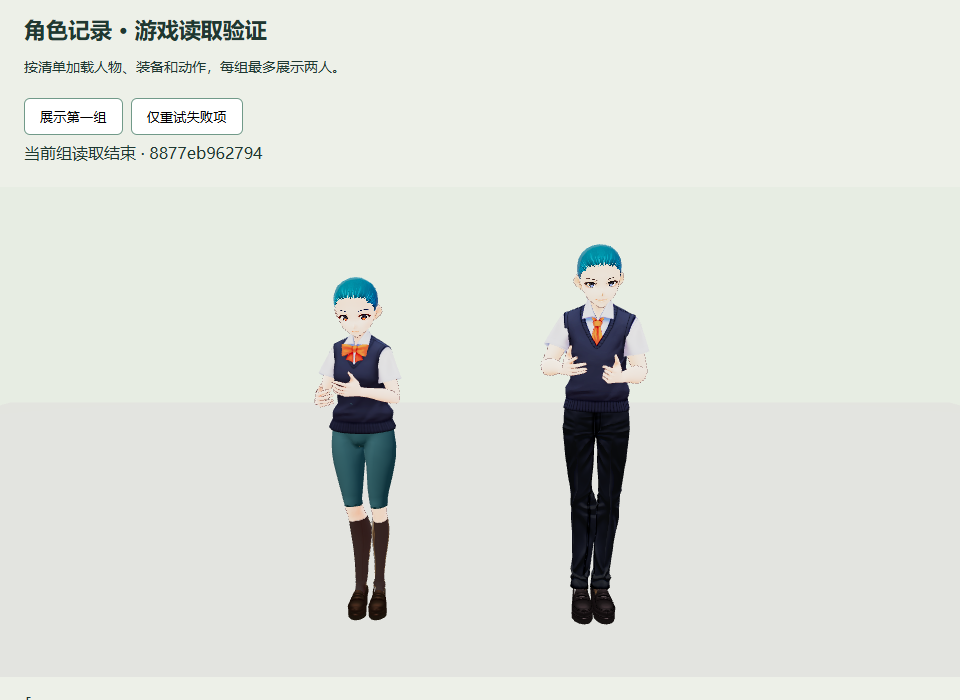 角色记录 • 游戏读取验证
按清单加载人物、装备和动作，每组最多展示两人。
展示第一组
仅重试失败项
当前组读取结束 · 8877eb962794